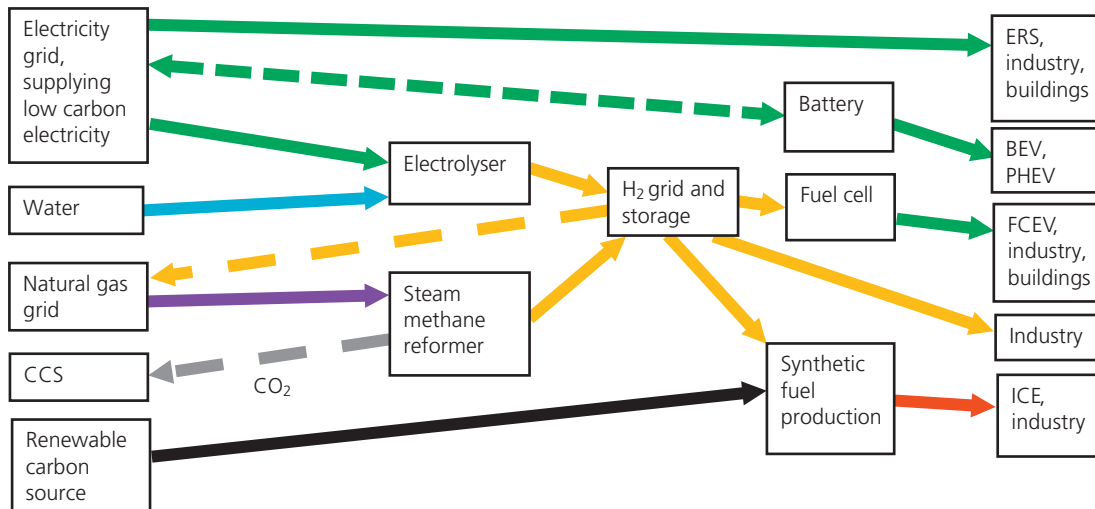 Electricity
grid,
supplying
low carbon
electricity
Water
Natural gas
grid
CCS
Renewable
carbon
source
CO₂
Electrolyser
Steam
methane
reformer
H₂ grid and
storage
Battery
Fuel cell
Synthetic
fuel
production
ERS,
industry,
buildings
BEV,
PHEV
FCEV,
industry,
buildings
Industry
ICE,
industry